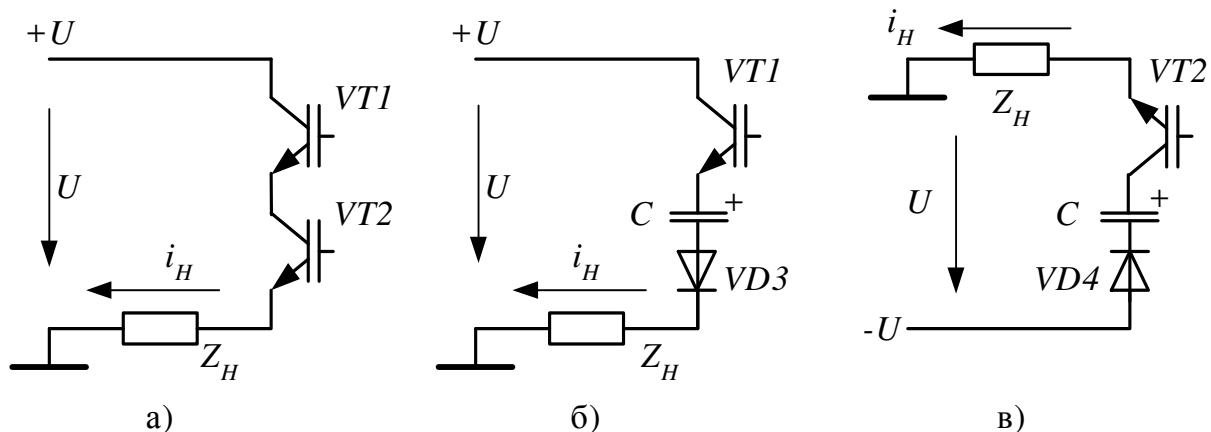 +U
VT1
U
VT2
i_H
Z_H
а)
+U
VT1
U
C
+
i_H
VD3
Z_H
б)
i_H
VT2
Z_H
U
C
+
VD4
-U
в)